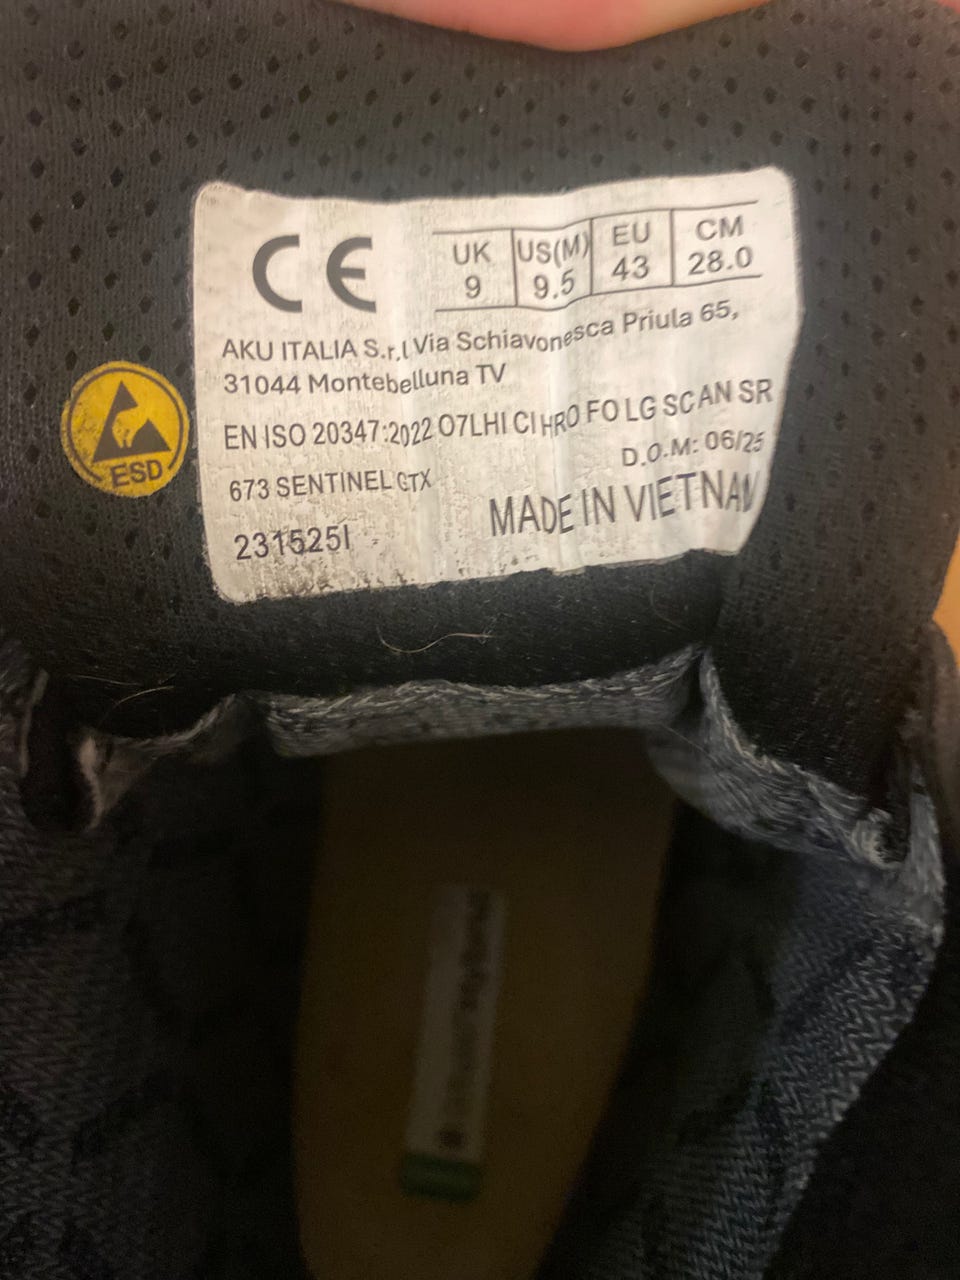 CE
UK US(M) EU CM
9 9.5 43 28.0
AKU ITALIA S.r.l Via Schiavonesca Priula 65,
31044 Montebelluna TV
EN ISO 20347:2022 O7LHI CI HRO FO LG SC AN SR
D.O.M: 06/25
673 SENTINEL GTX
231525I
MADE IN VIETNAM
ESD